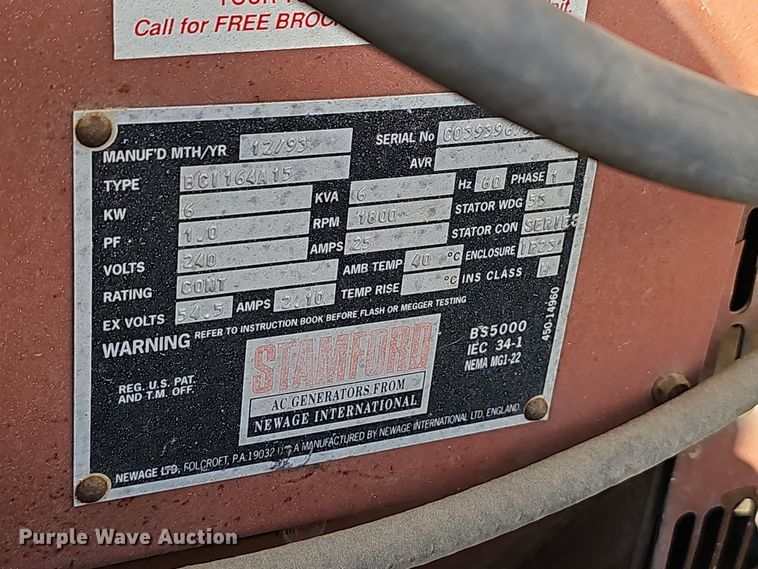 Call for FREE BROC
MANUF'D MTH/YR 12/93 SERIAL No
TYPE BCI164A15 AVR
KW 6 KVA 6 Hz 60 PHASE 1
PF 1.0 RPM 1800 STATOR WDG
VOLTS 240 AMPS 25 STATOR CON SERIES
RATING CONT AMB TEMP 40 °C ENCLOSURE IP23
EX VOLTS 54.5 AMPS 2.10 TEMP RISE °C INS CLASS
WARNING REFER TO INSTRUCTION BOOK BEFORE FLASH OR MEGGER TESTING
450-14960
STAMFORD
AC GENERATORS FROM
NEWAGE INTERNATIONAL
BS5000
IEC 34-1
NEMA MG1-22
REG. U.S. PAT.
AND T.M. OFF.
NEWAGE LTD, FOLCROFT, P.A.19032 U.S.A MANUFACTURED BY NEWAGE INTERNATIONAL LTD, ENGLAND.
Purple Wave Auction